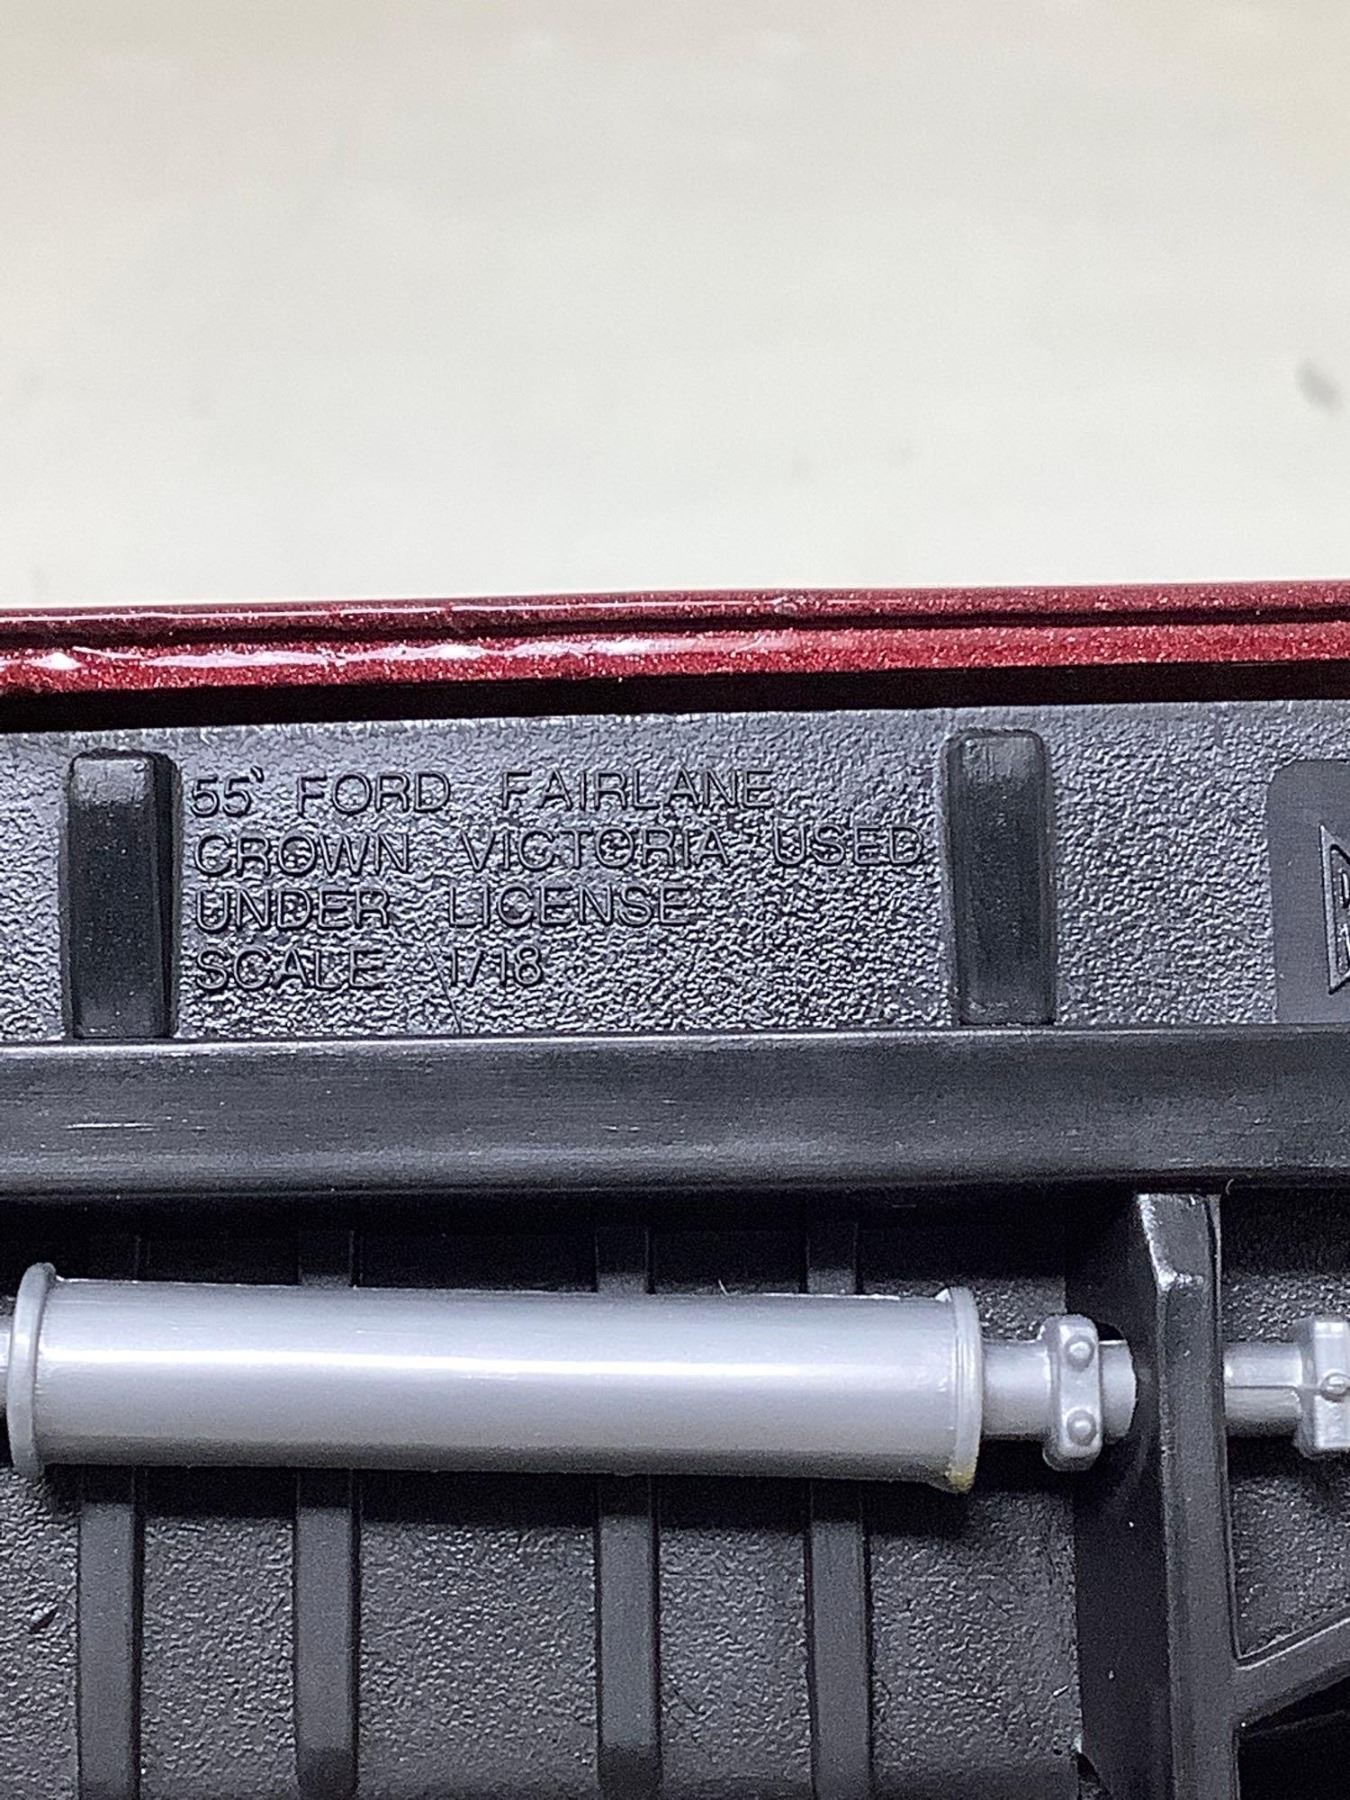 55` FORD FAIRLANE
CROWN VICTORIA USED
UNDER LICENSE
SCALE 1/18